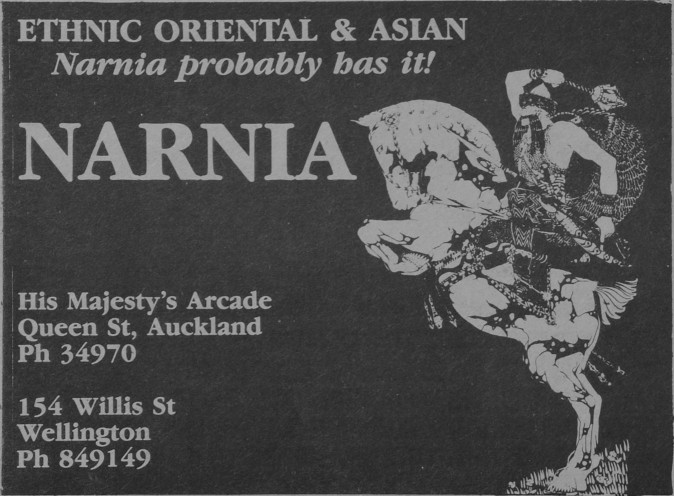 ETHNIC ORIENTAL & ASIAN
Narnia probably has it!
NARNIA
His Majesty's Arcade
Queen St, Auckland
Ph 34970
154 Willis St
Wellington
Ph 849149